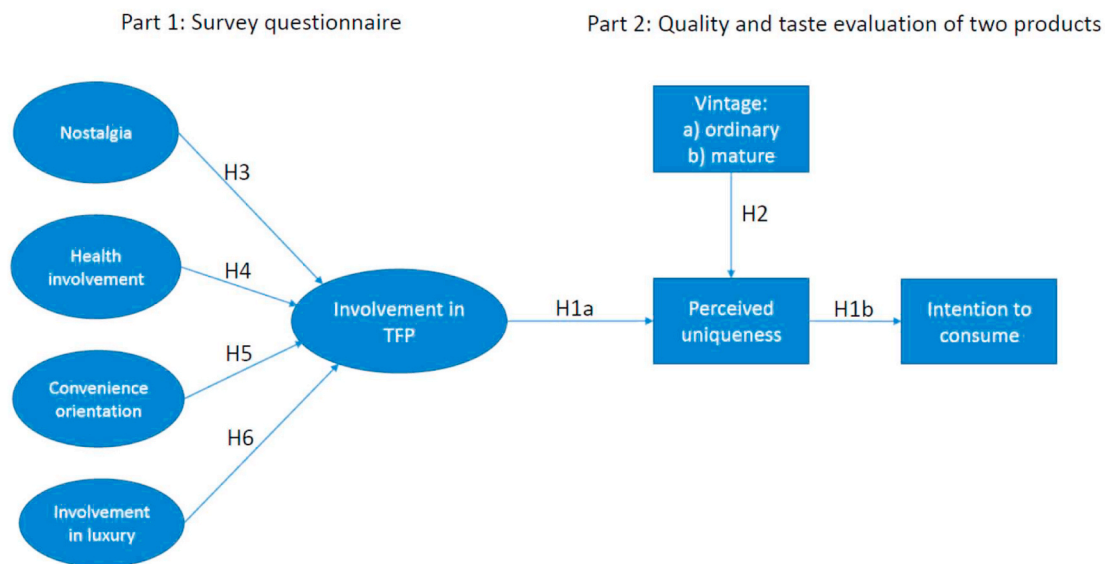 Part 1: Survey questionnaire
Part 2: Quality and taste evaluation of two products
Nostalgia
Health
involvement
Convenience
orientation
Involvement
in luxury
H3
H4
H5
H6
Involvement in
TFP
H1a
Vintage:
a) ordinary
b) mature
H2
Perceived
uniqueness
H1b
Intention to
consume